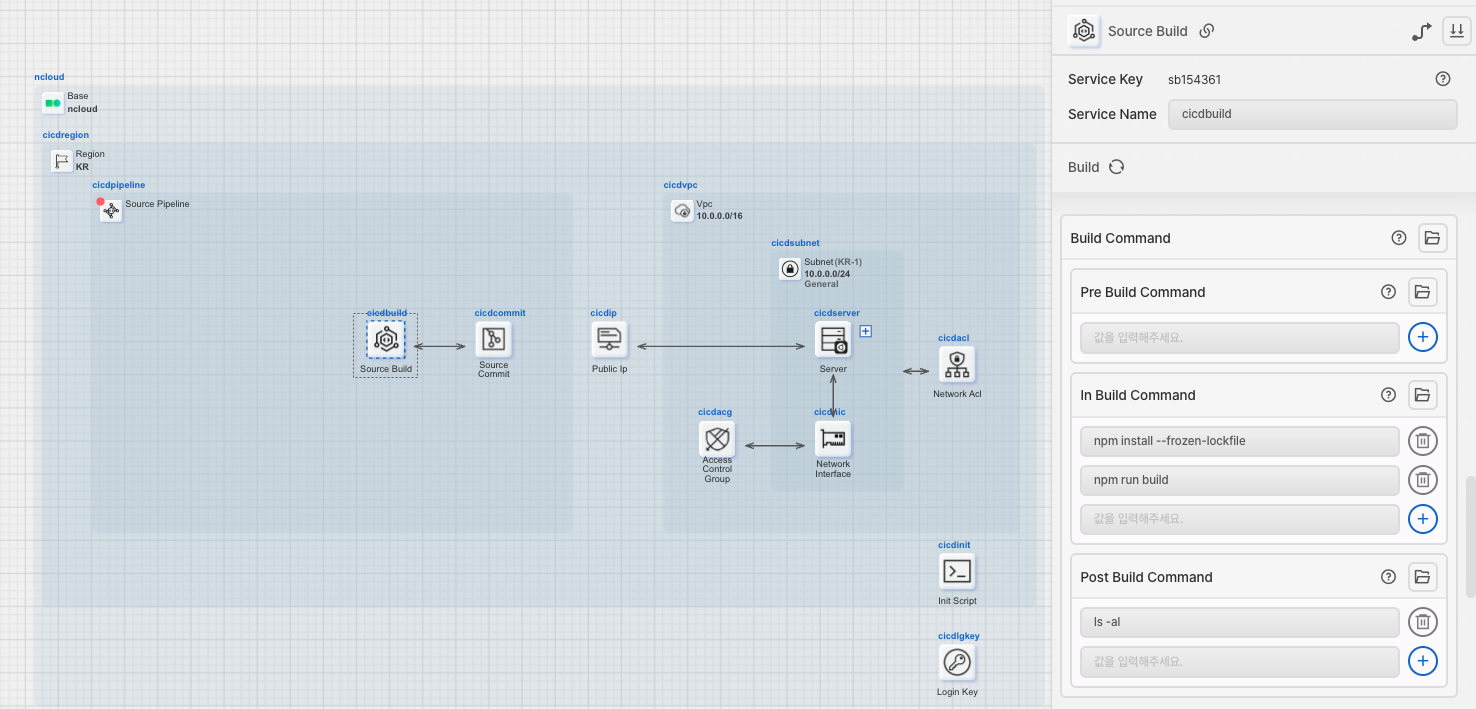 ncloud
Base
ncloud
cicdregion
Region
KR
cicdpipeline
Source Pipeline
cicdvpc
Vpc
10.0.0.0/16
cicdsubnet
Subnet(KR-1)
10.0.0.0/24
General
cicdbuild
Source Build
cicdcommit
Source
Commit
cicdip
Public Ip
cicdserver
Server
cicdacl
Network Acl
cicdacg
Access
Control
Group
cicdnic
Network
Interface
cicdinit
Init Script
cicdlgkey
Login Key
Source Build
Service Key sb154361
Service Name cicdbuild
Build
Build Command
Pre Build Command
값을 입력해주세요.
In Build Command
npm install --frozen-lockfile
npm run build
값을 입력해주세요.
Post Build Command
ls -al
값을 입력해주세요.